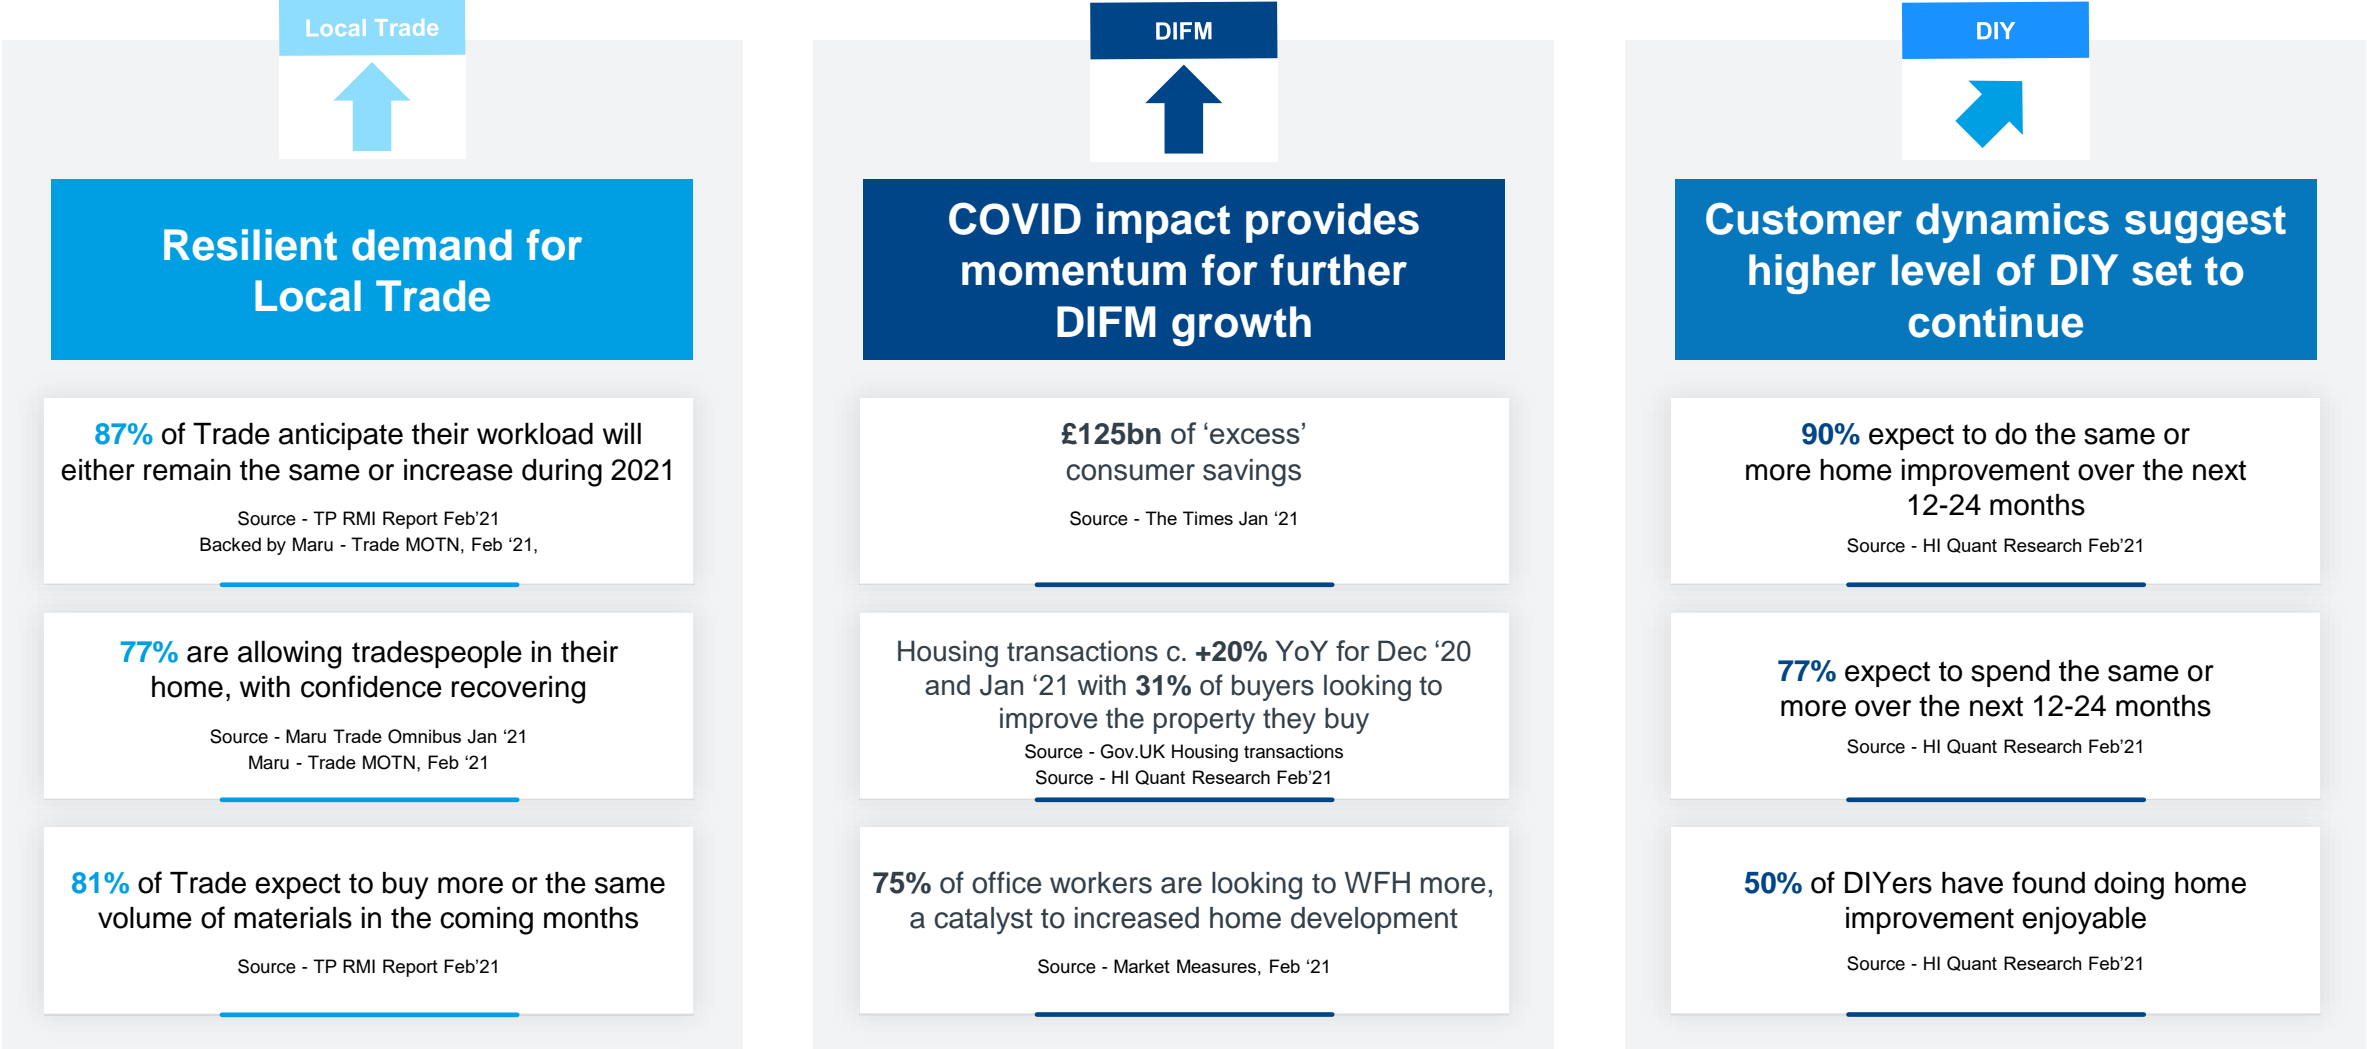 Local Trade
Resilient demand for
Local Trade
87% of Trade anticipate their workload will
either remain the same or increase during 2021
Source - TP RMI Report Feb’21
Backed by Maru - Trade MOTN, Feb ‘21,
77% are allowing tradespeople in their
home, with confidence recovering
Source - Maru Trade Omnibus Jan ‘21
Maru - Trade MOTN, Feb ‘21
81% of Trade expect to buy more or the same
volume of materials in the coming months
Source - TP RMI Report Feb’21
DIFM
COVID impact provides
momentum for further
DIFM growth
£125bn of ‘excess’
consumer savings
Source - The Times Jan ‘21
Housing transactions c. +20% YoY for Dec ‘20
and Jan ‘21 with 31% of buyers looking to
improve the property they buy
Source - Gov.UK Housing transactions
Source - HI Quant Research Feb’21
75% of office workers are looking to WFH more,
a catalyst to increased home development
Source - Market Measures, Feb ‘21
DIY
Customer dynamics suggest
higher level of DIY set to
continue
90% expect to do the same or
more home improvement over the next
12-24 months
Source - HI Quant Research Feb’21
77% expect to spend the same or
more over the next 12-24 months
Source - HI Quant Research Feb’21
50% of DIYers have found doing home
improvement enjoyable
Source - HI Quant Research Feb’21